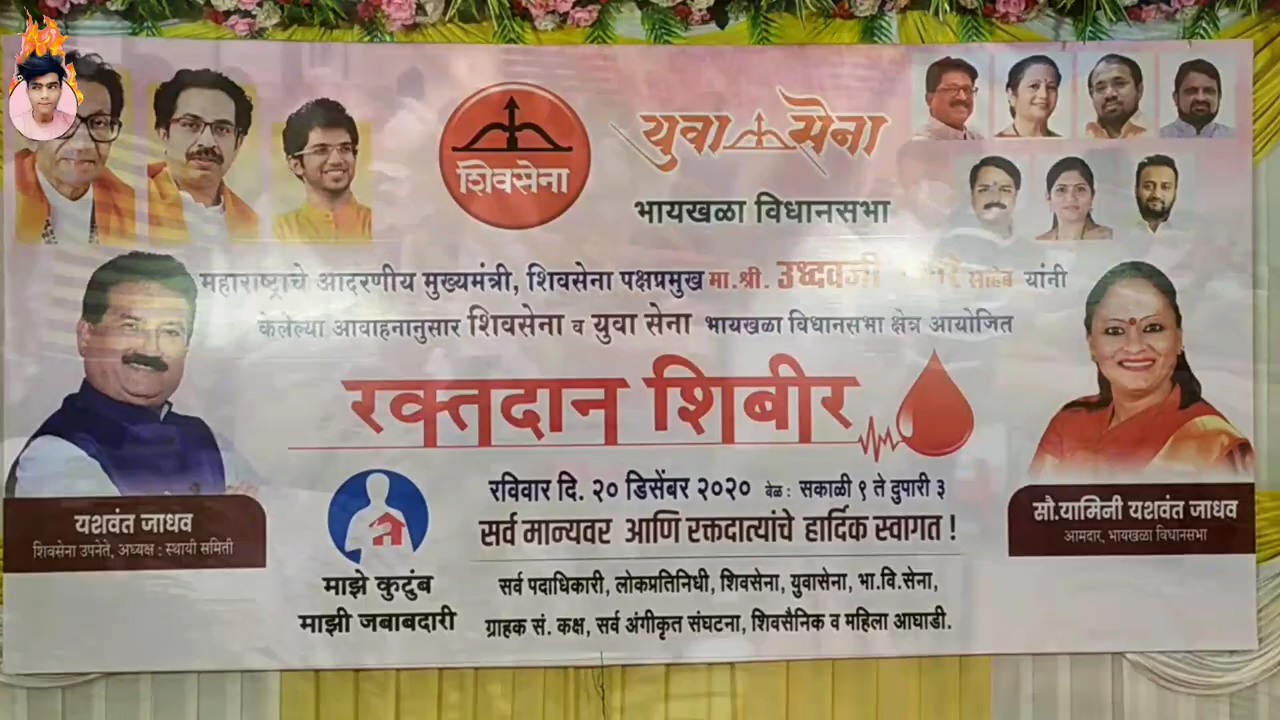 शिवसेना
युवा सेना
भायखळा विधानसभा
महाराष्ट्राचे आदरणीय मुख्यमंत्री, शिवसेना पक्षप्रमुख मा.श्री. उध्दवजी साहेब यांनी
केलेल्या आवाहनानुसार शिवसेना व युवा सेना भायखळा विधानसभा क्षेत्र आयोजित
रक्तदान शिबीर
रविवार दि. २० डिसेंबर २०२० वेळ : सकाळी ९ ते दुपारी ३
सर्व मान्यवर आणि रक्तदात्यांचे हार्दिक स्वागत !
यशवंत जाधव
शिवसेना उपनेते, अध्यक्ष : स्थायी समिती
सौ.यामिनी यशवंत जाधव
आमदार, भायखळा विधानसभा
माझे कुटुंब
माझी जबाबदारी
सर्व पदाधिकारी, लोकप्रतिनिधी, शिवसेना, युवासेना, भा.वि.सेना,
ग्राहक सं. कक्ष, सर्व अंगीकृत संघटना, शिवसैनिक व महिला आघाडी.